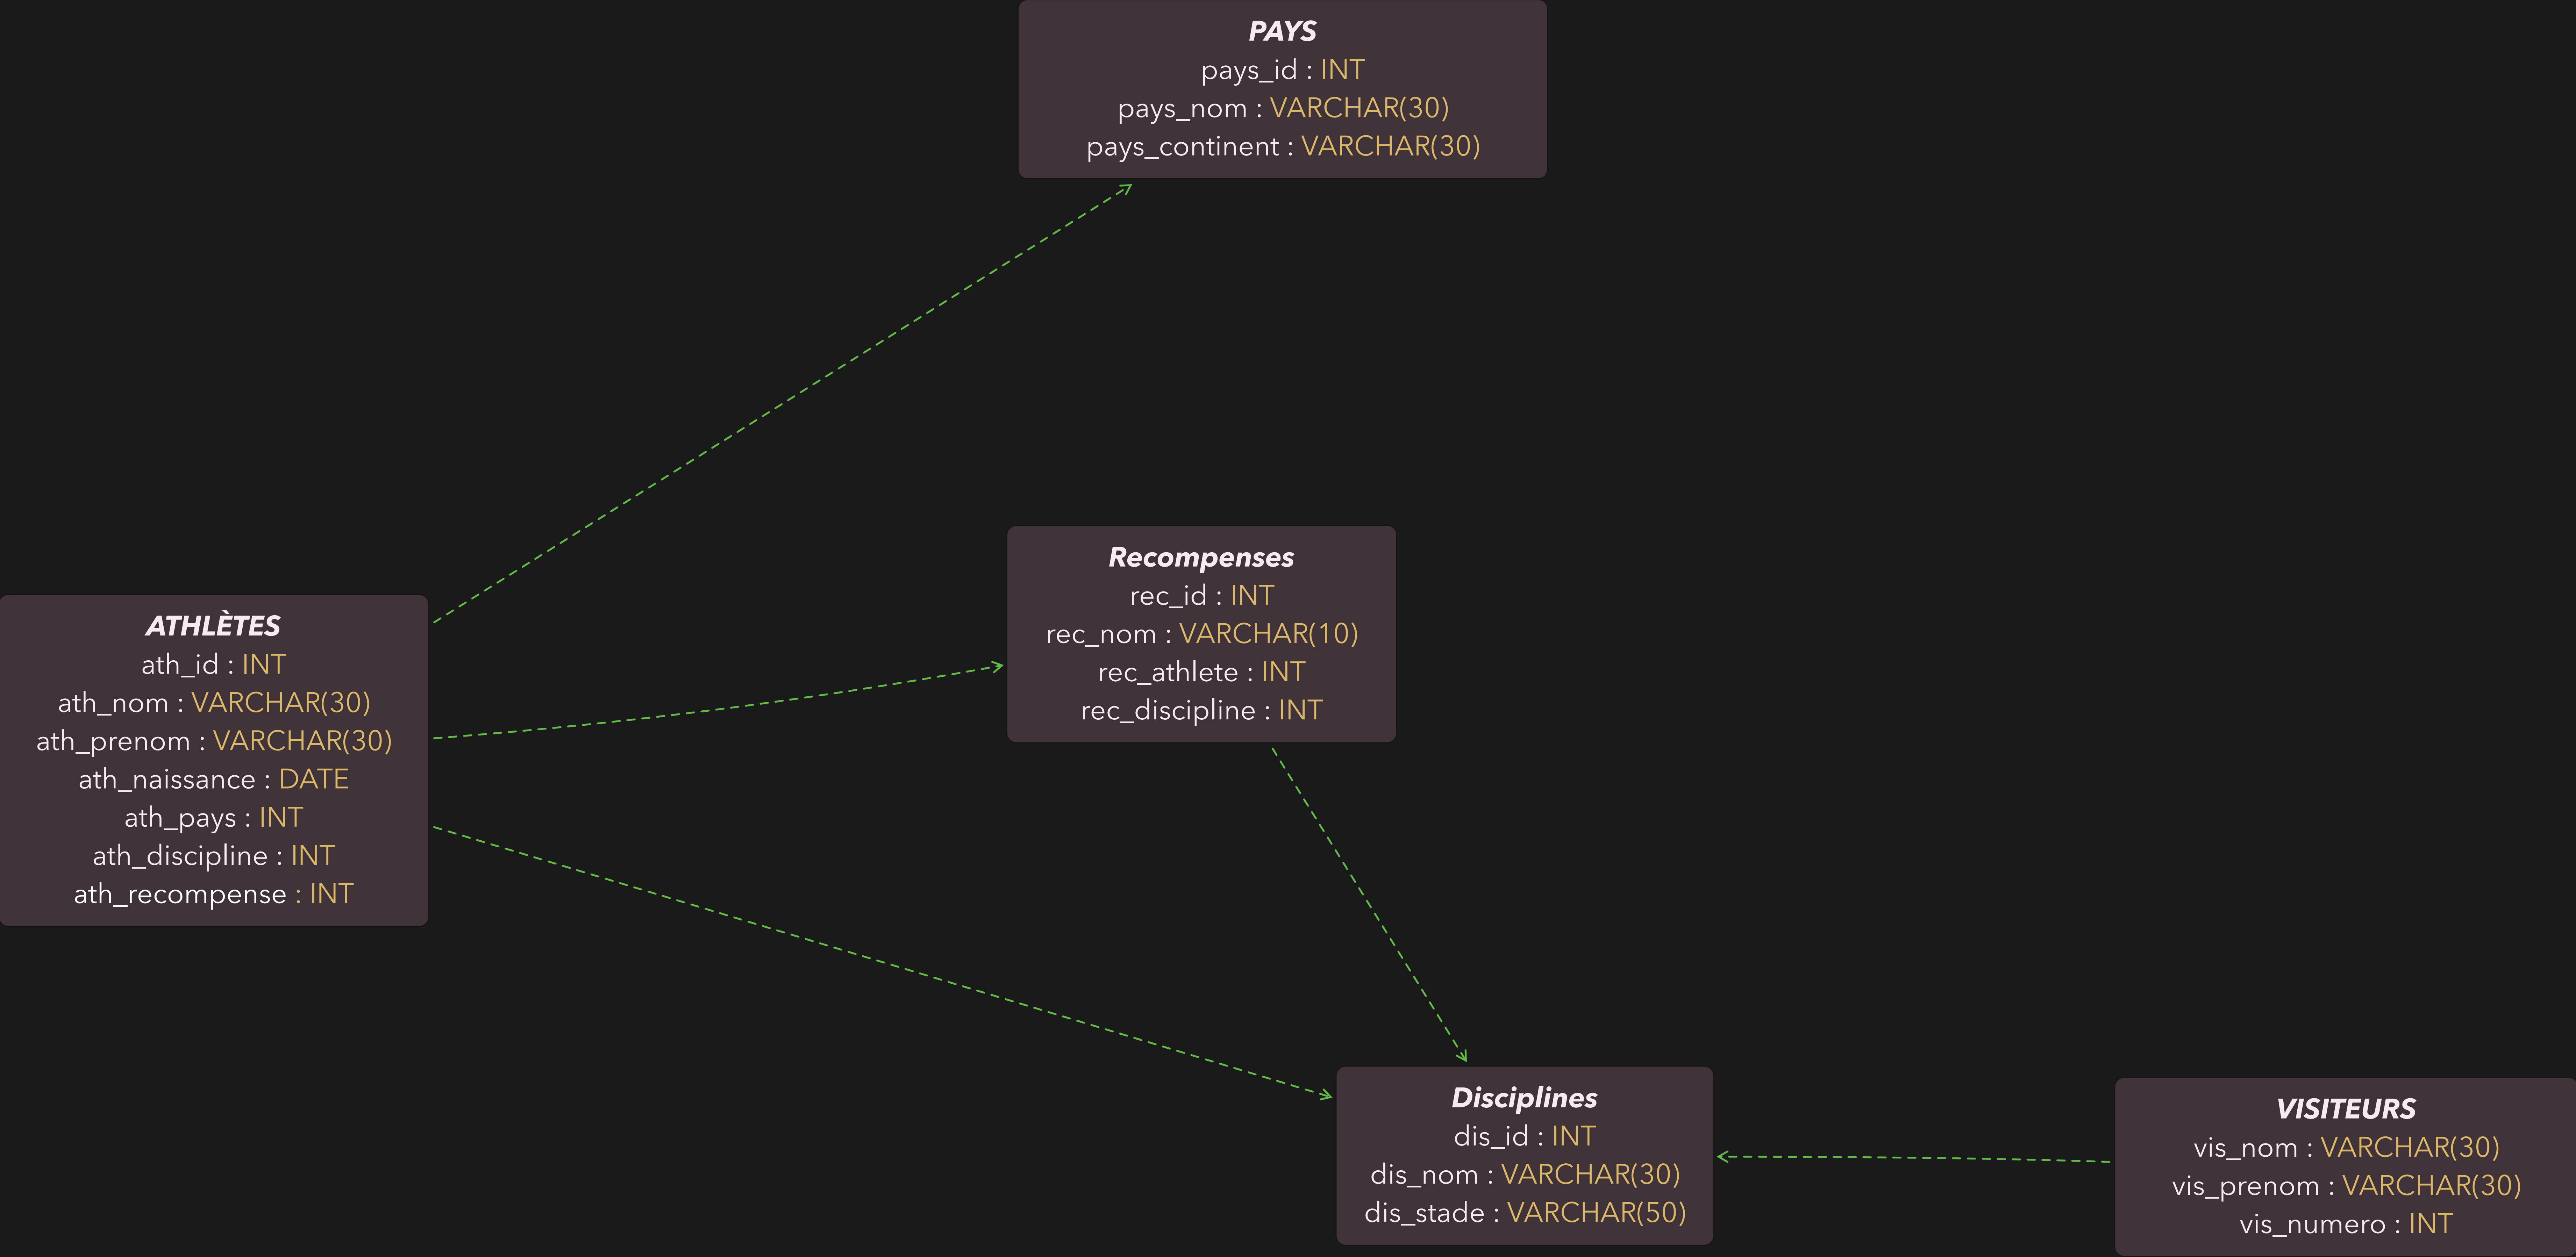 PAYS
pays_id : INT
pays_nom : VARCHAR(30)
pays_continent : VARCHAR(30)
Recompenses
rec_id : INT
rec_nom : VARCHAR(10)
rec_athlete : INT
rec_discipline : INT
ATHLÈTES
ath_id : INT
ath_nom : VARCHAR(30)
ath_prenom : VARCHAR(30)
ath_naissance : DATE
ath_pays : INT
ath_discipline : INT
ath_recompense : INT
Disciplines
dis_id : INT
dis_nom : VARCHAR(30)
dis_stade : VARCHAR(50)
VISITEURS
vis_nom : VARCHAR(30)
vis_prenom : VARCHAR(30)
vis_numero : INT